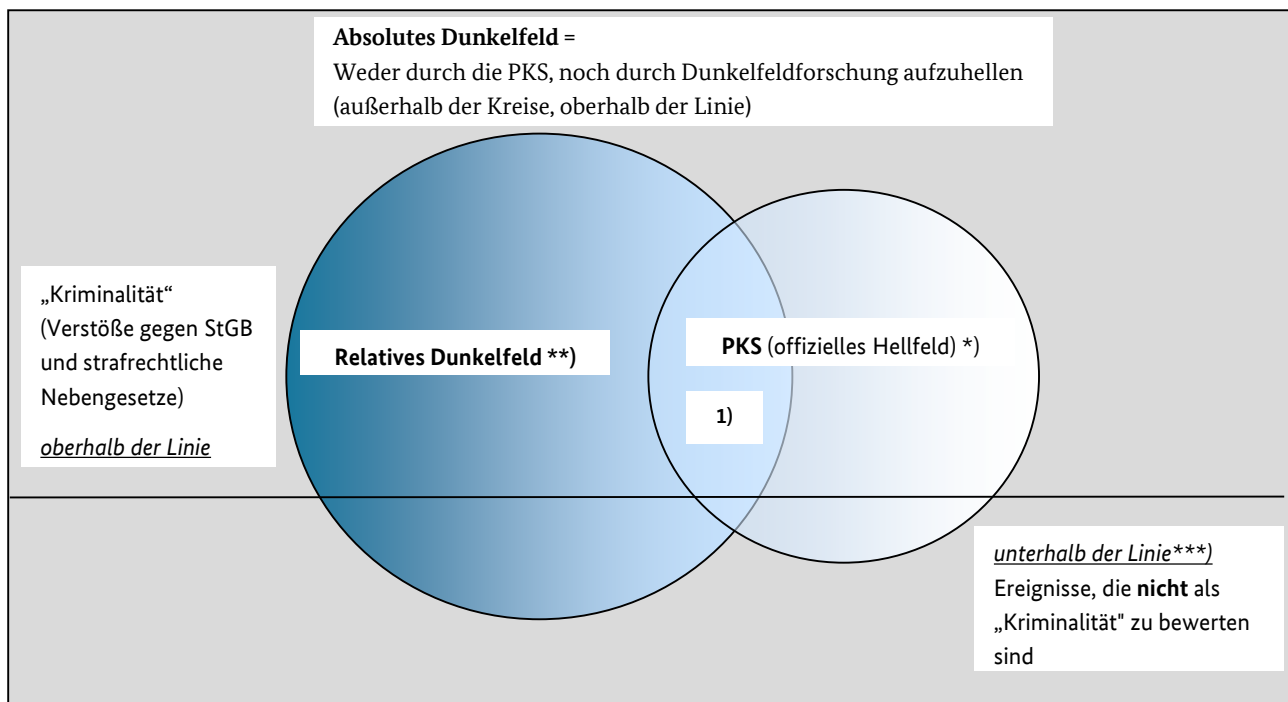 Absolutes Dunkelfeld =
Weder durch die PKS, noch durch Dunkelfeldforschung aufzuhellen
(außerhalb der Kreise, oberhalb der Linie)
„Kriminalität“
(Verstöße gegen StGB
und strafrechtliche
Nebengesetze)
oberhalb der Linie
Relatives Dunkelfeld **)
PKS (offizielles Hellfeld) *)
1)
unterhalb der Linie***)
Ereignisse, die nicht als
„Kriminalität" zu bewerten
sind